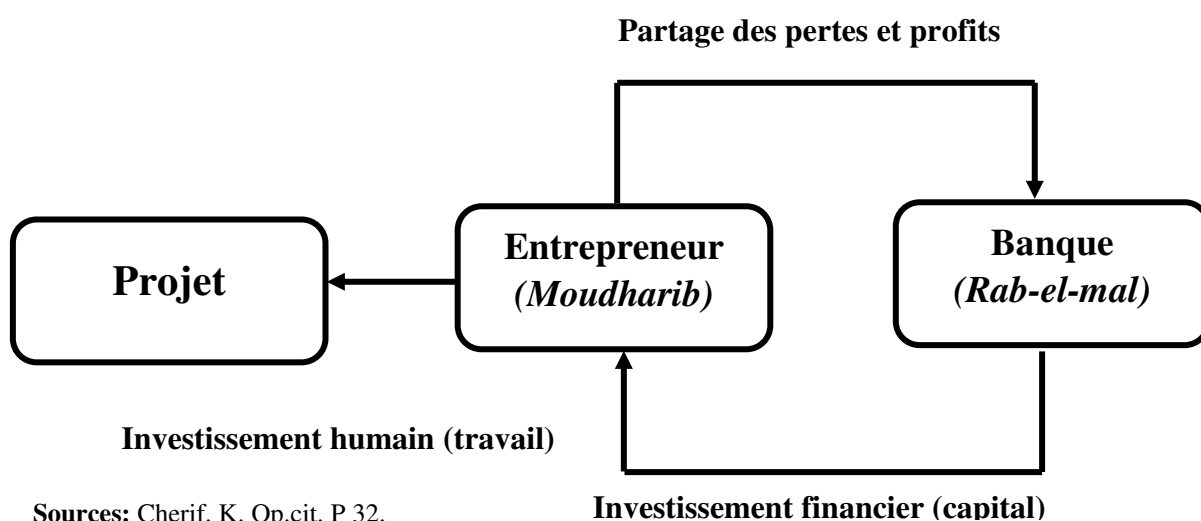 Partage des pertes et profits
Projet
Entrepreneur
(Moudharib)
Banque
(Rab-el-mal)
Investissement humain (travail)
Investissement financier (capital)
Sources: Cherif, K. Op.cit, P 32.